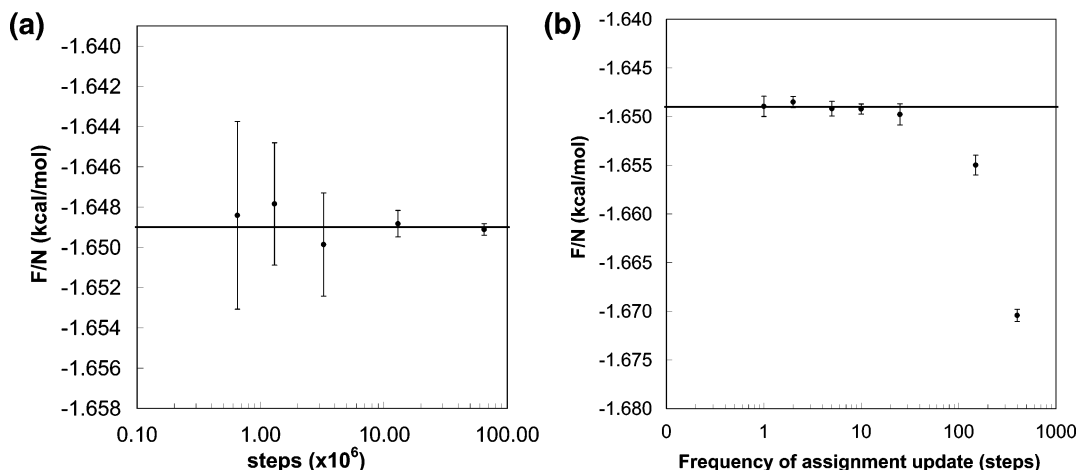 (a)
-1.640
-1.642
-1.644
-1.646
-1.648
-1.650
-1.652
-1.654
-1.656
-1.658
F/N (kcal/mol)
0.10 1.00 10.00 100.00
steps (x10⁶)
(b)
-1.640
-1.645
-1.650
-1.655
-1.660
-1.665
-1.670
-1.675
-1.680
F/N (kcal/mol)
0 1 10 100 1000
Frequency of assignment update (steps)